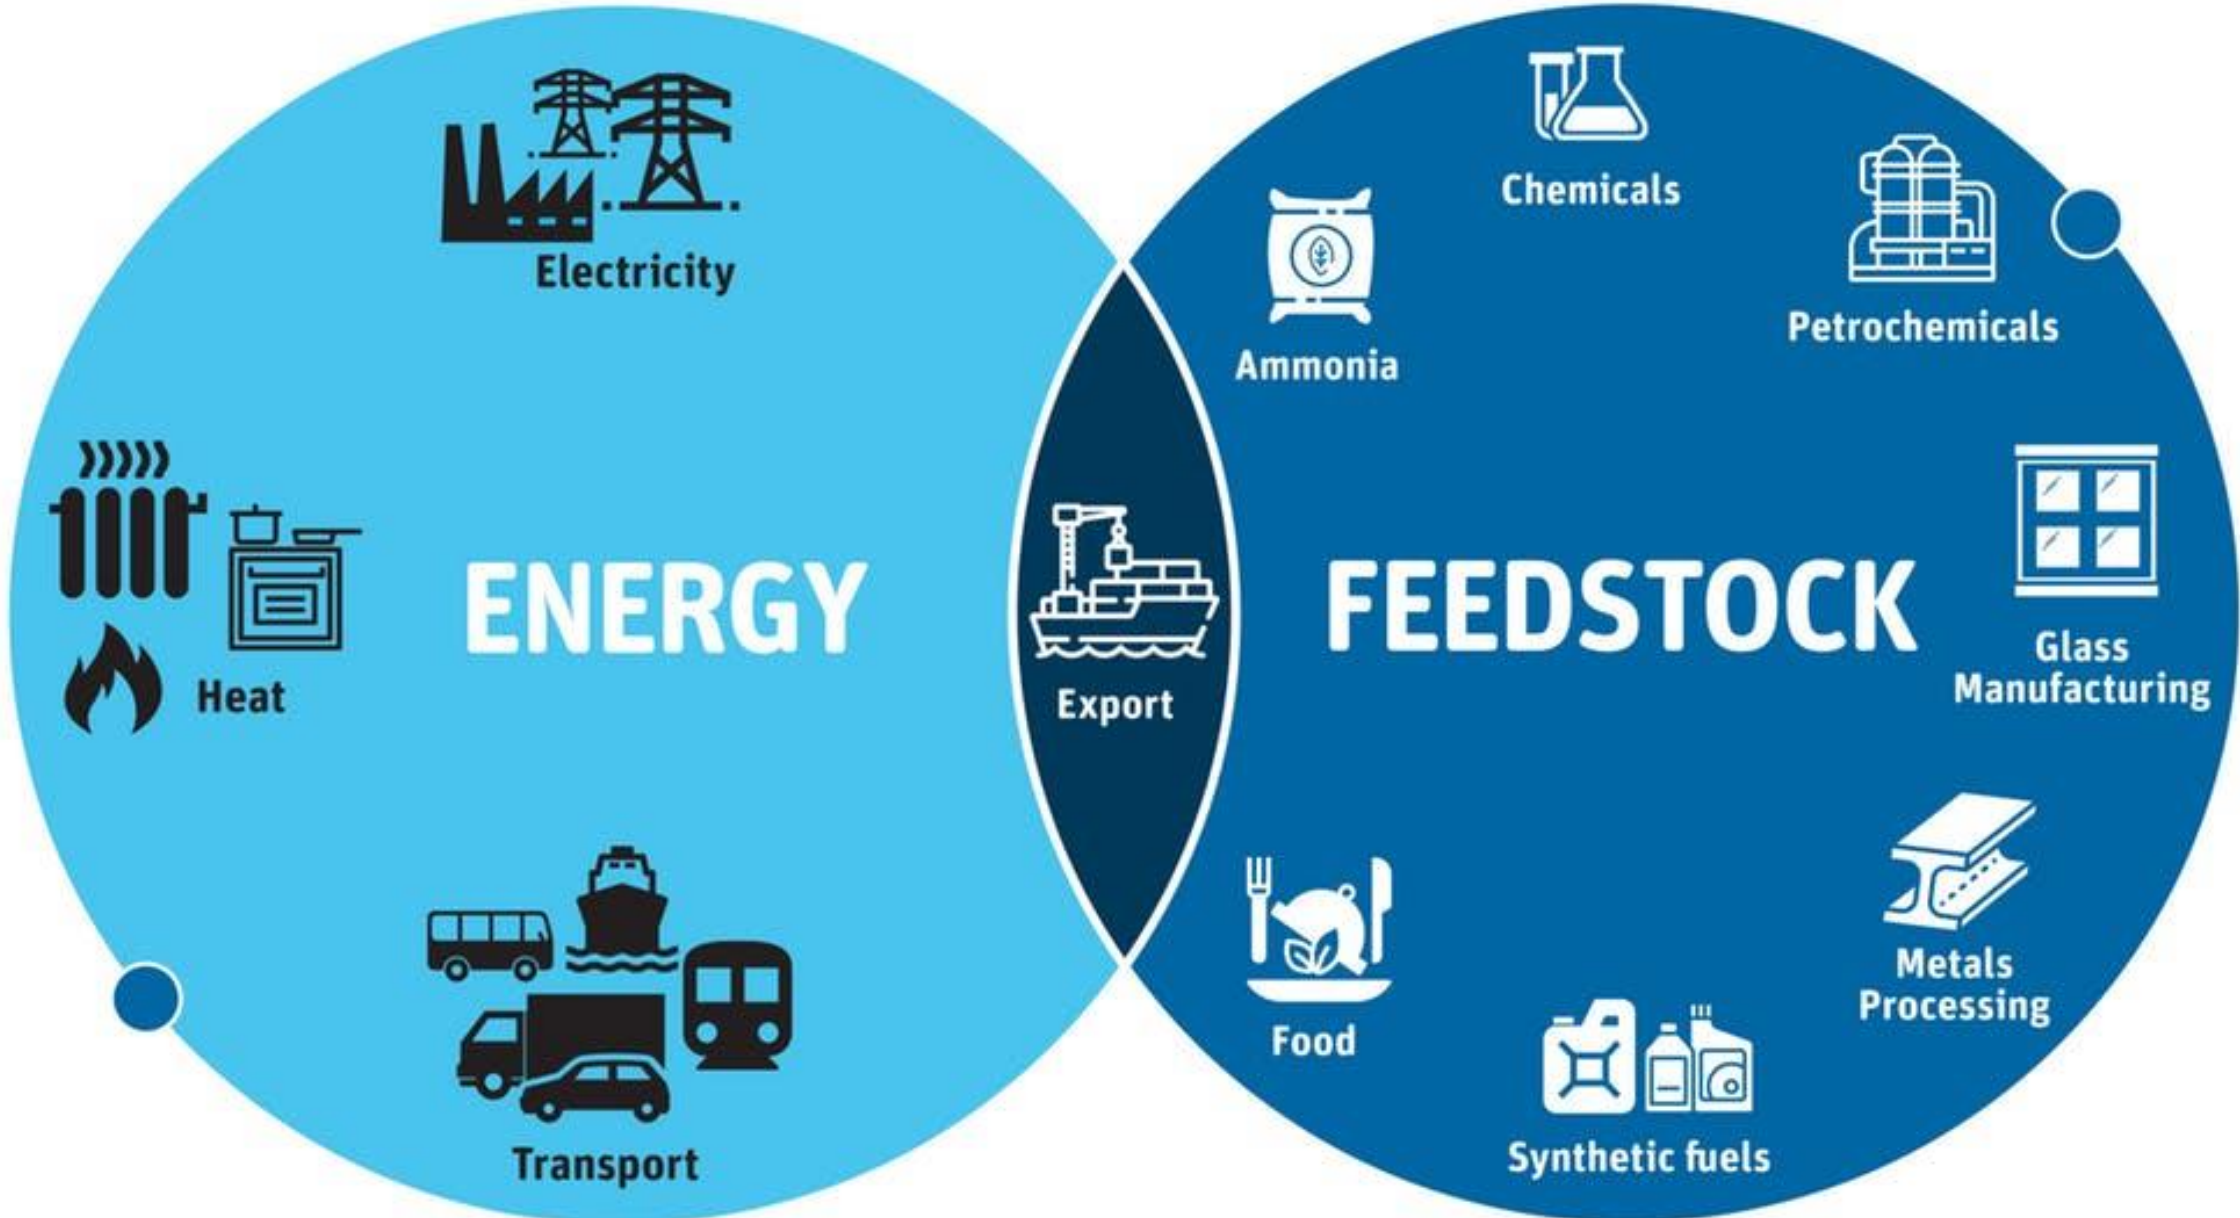 Electricity
Heat
ENERGY
Transport
Export
Chemicals
Petrochemicals
Ammonia
FEEDSTOCK
Glass
Manufacturing
Metals
Processing
Food
Synthetic fuels